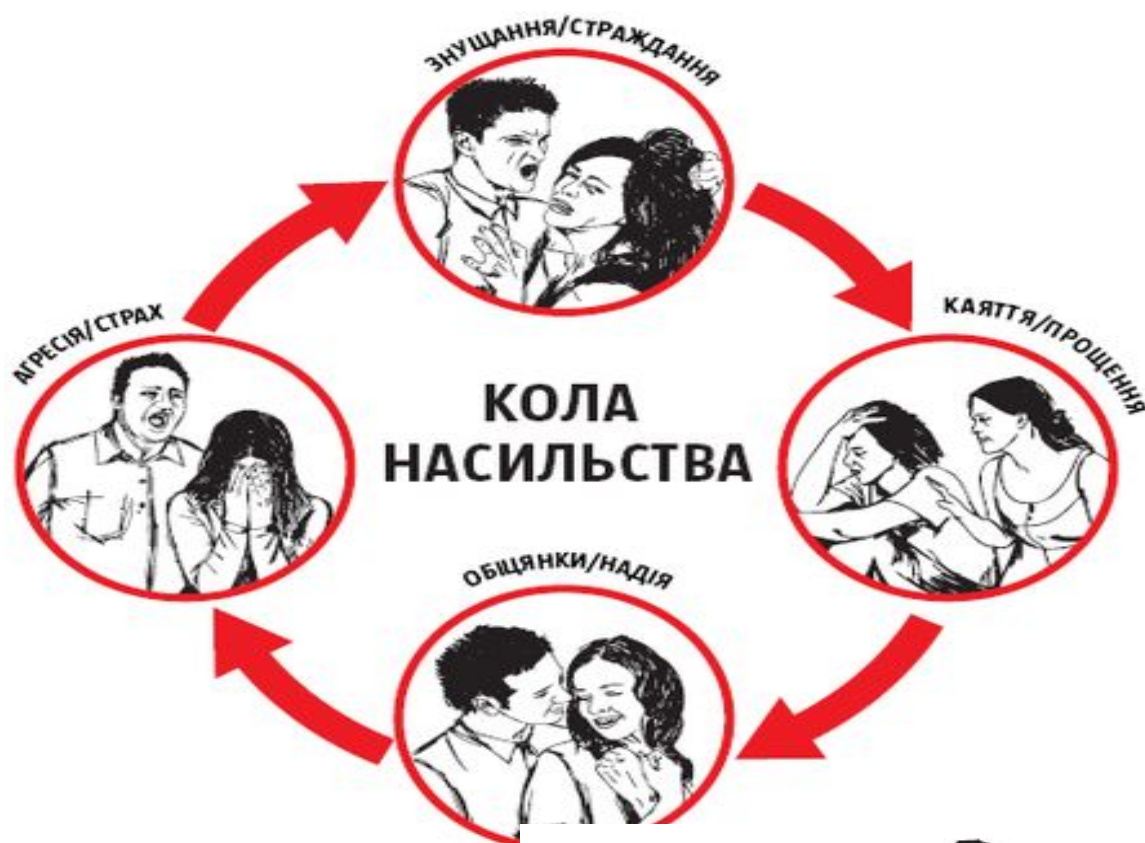 ЗНУЩАННЯ/СТРАЖДАННЯ
АГРЕСІЯ/СТРАХ
КАЯТТЯ/ПРОЩЕННЯ
КОЛА
НАСИЛЬСТВА
ОБІЦЯНКИ/НАДІЯ